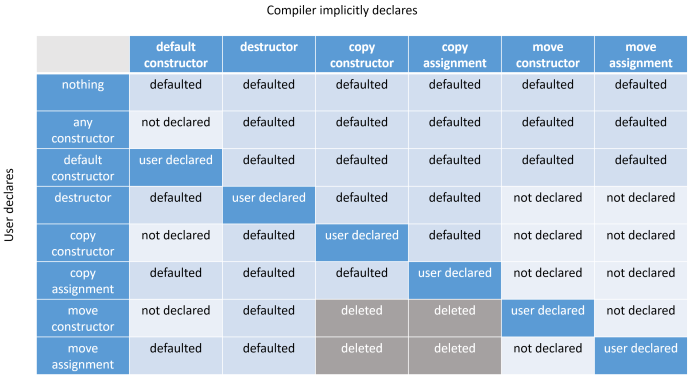 Compiler implicitly declares
default constructor destructor copy constructor copy assignment move constructor move assignment
nothing defaulted defaulted defaulted defaulted defaulted defaulted
any constructor not declared defaulted defaulted defaulted defaulted defaulted
default constructor user declared defaulted defaulted defaulted defaulted defaulted
destructor defaulted user declared defaulted defaulted not declared not declared
copy constructor not declared defaulted user declared defaulted not declared not declared
copy assignment defaulted defaulted defaulted user declared not declared not declared
move constructor not declared defaulted deleted deleted user declared not declared
move assignment defaulted defaulted deleted deleted not declared user declared
User declares